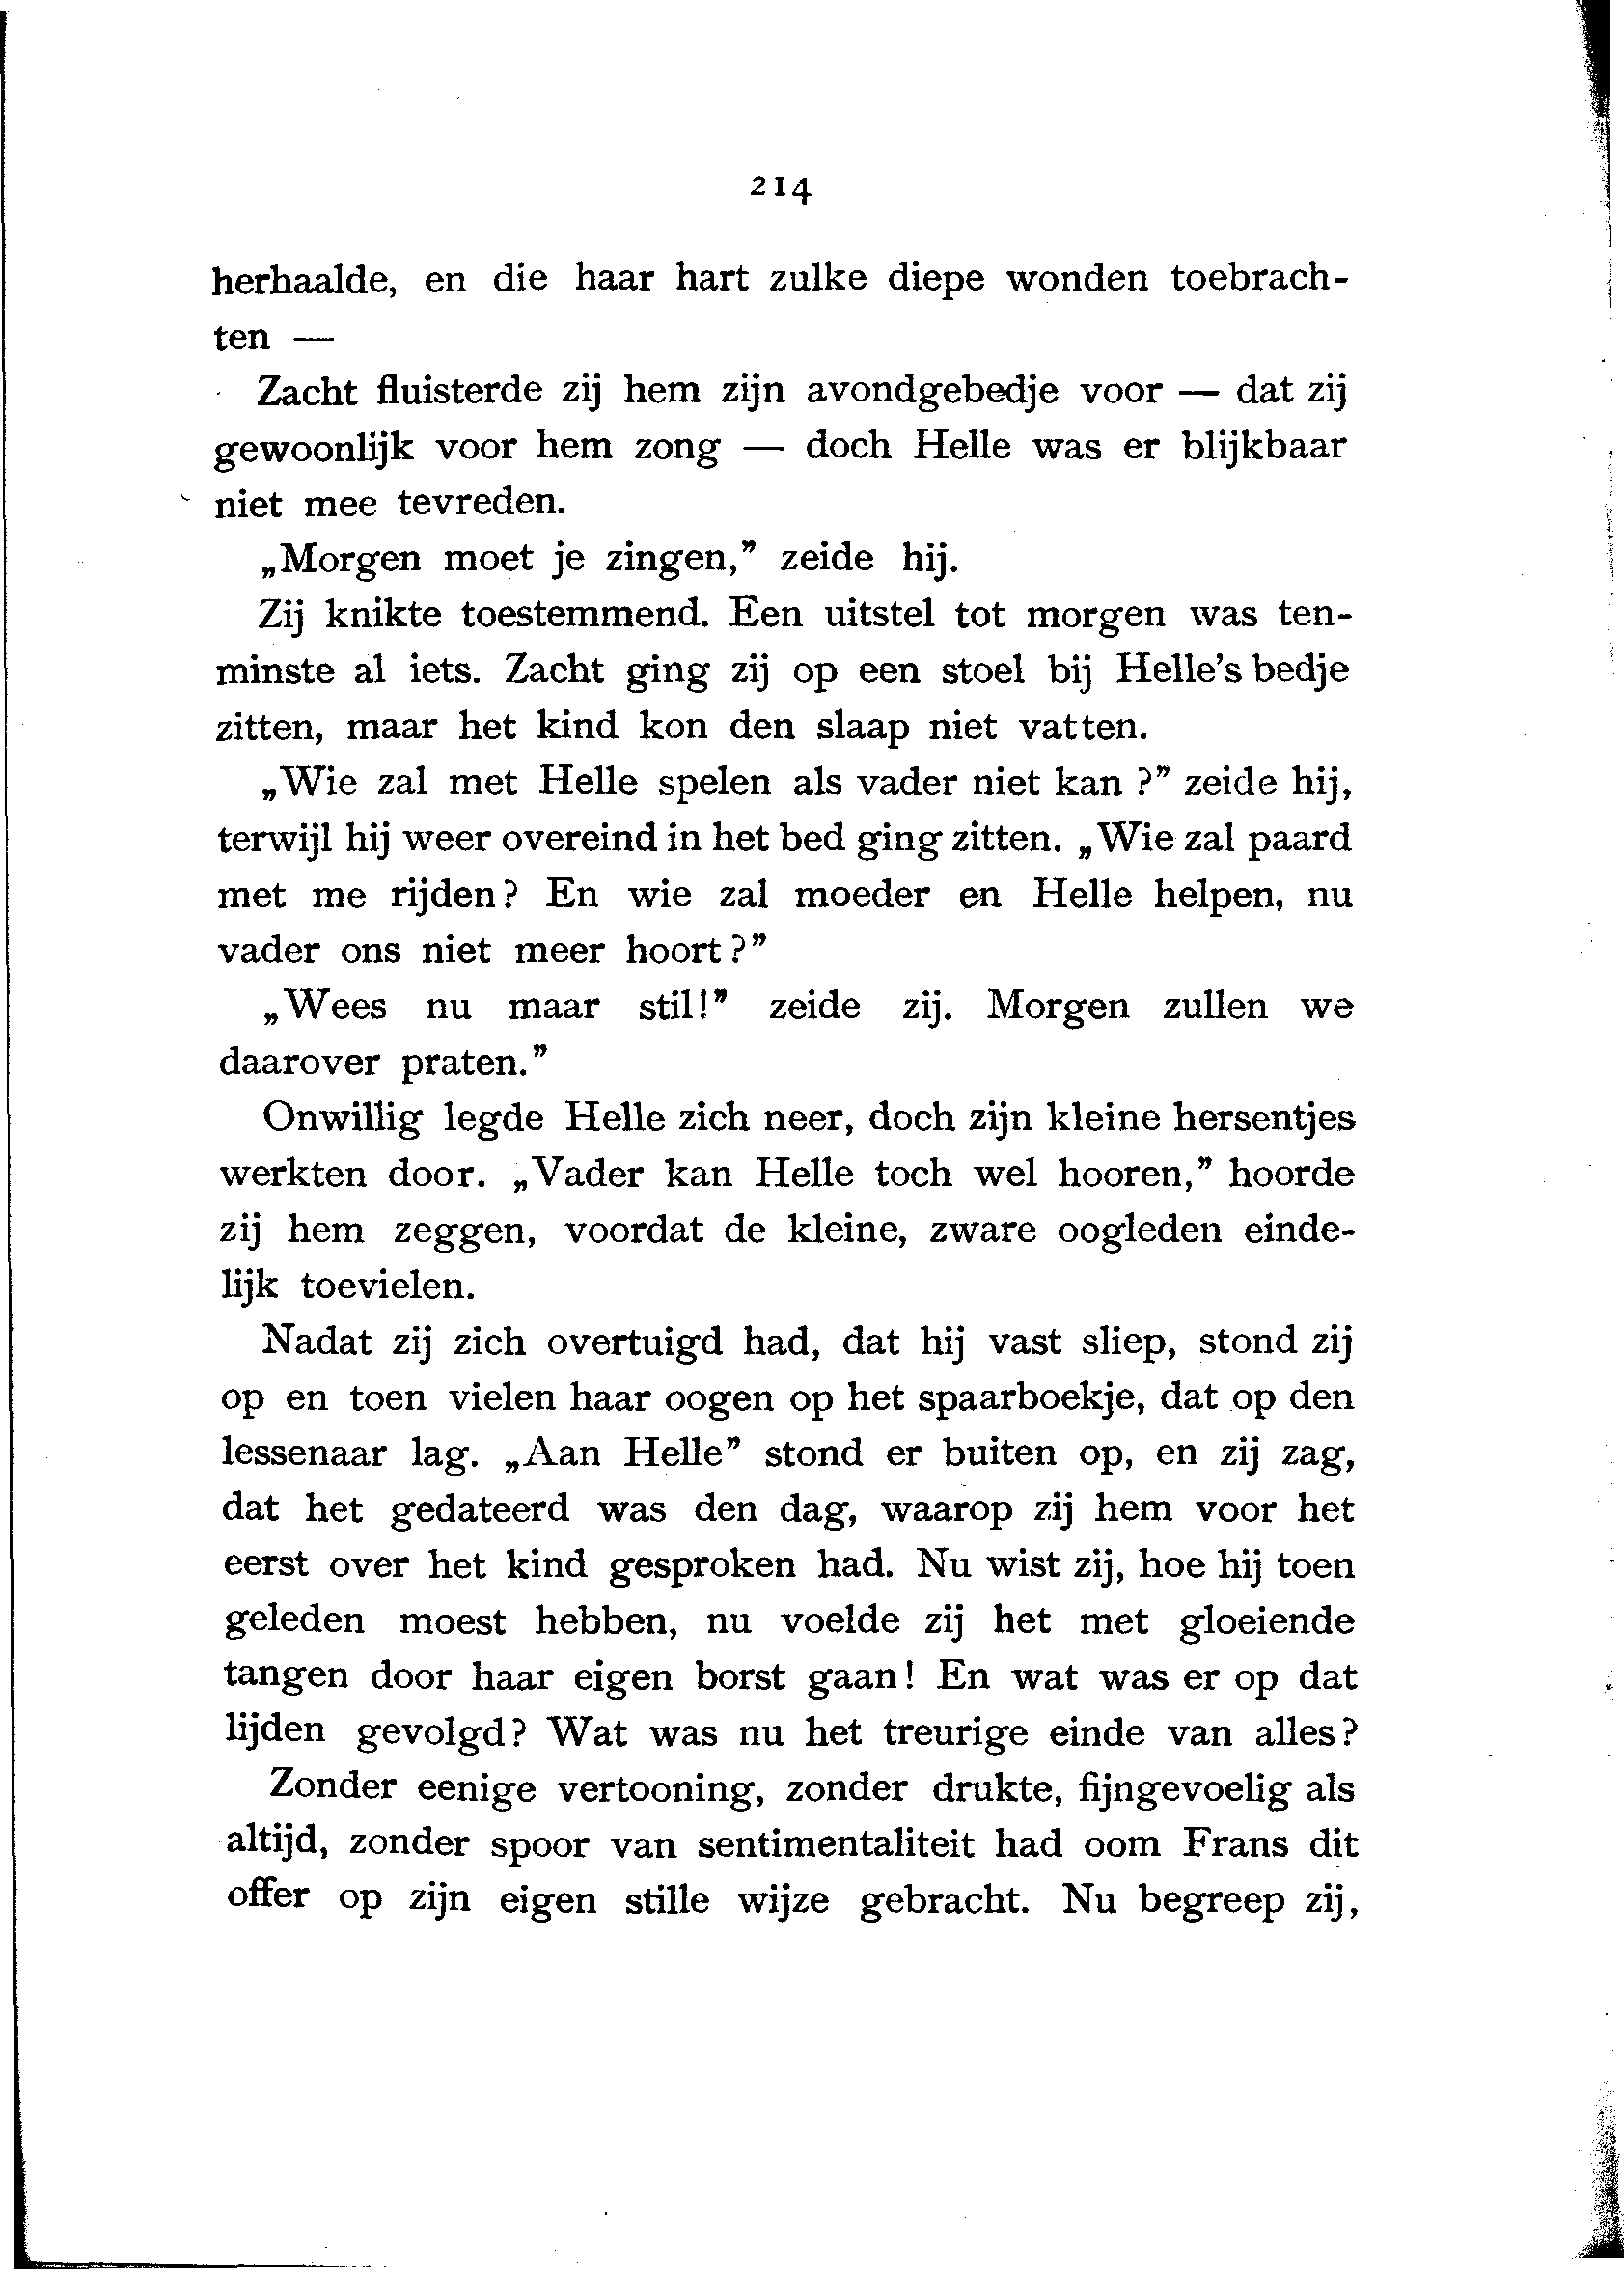 214
herhaalde, en die haar hart zulke diepe wonden toebrach-
ten —
Zacht fluisterde zij hem zijn avondgebedje voor — dat zij
gewoonlijk voor hem zong — doch Helle was er blijkbaar
niet mee tevreden.
„Morgen moet je zingen,” zeide hij.
Zij knikte toestemmend. Een uitstel tot morgen was ten-
minste al iets. Zacht ging zij op een stoel bij Helle's bedje
zitten, maar het kind kon den slaap niet vatten.
„Wie zal met Helle spelen als vader niet kan ?” zeide hij,
terwijl hij weer overeind in het bed ging zitten. „Wie zal paard
met me rijden? En wie zal moeder en Helle helpen, nu
vader ons niet meer hoort?”
„Wees nu maar stil!” zeide zij. Morgen zullen we
daarover praten.”
Onwillig legde Helle zich neer, doch zijn kleine hersentjes
werkten door. „Vader kan Helle toch wel hooren,” hoorde
zij hem zeggen, voordat de kleine, zware oogleden einde-
lijk toevielen.
Nadat zij zich overtuigd had, dat hij vast sliep, stond zij
op en toen vielen haar oogen op het spaarboekje, dat op den
lessenaar lag. „Aan Helle” stond er buiten op, en zij zag,
dat het gedateerd was den dag, waarop zij hem voor het
eerst over het kind gesproken had. Nu wist zij, hoe hij toen
geleden moest hebben, nu voelde zij het met gloeiende
tangen door haar eigen borst gaan! En wat was er op dat
lijden gevolgd? Wat was nu het treurige einde van alles?
Zonder eenige vertooning, zonder drukte, fijngevoelig als
altijd, zonder spoor van sentimentaliteit had oom Frans dit
offer op zijn eigen stille wijze gebracht. Nu begreep zij,